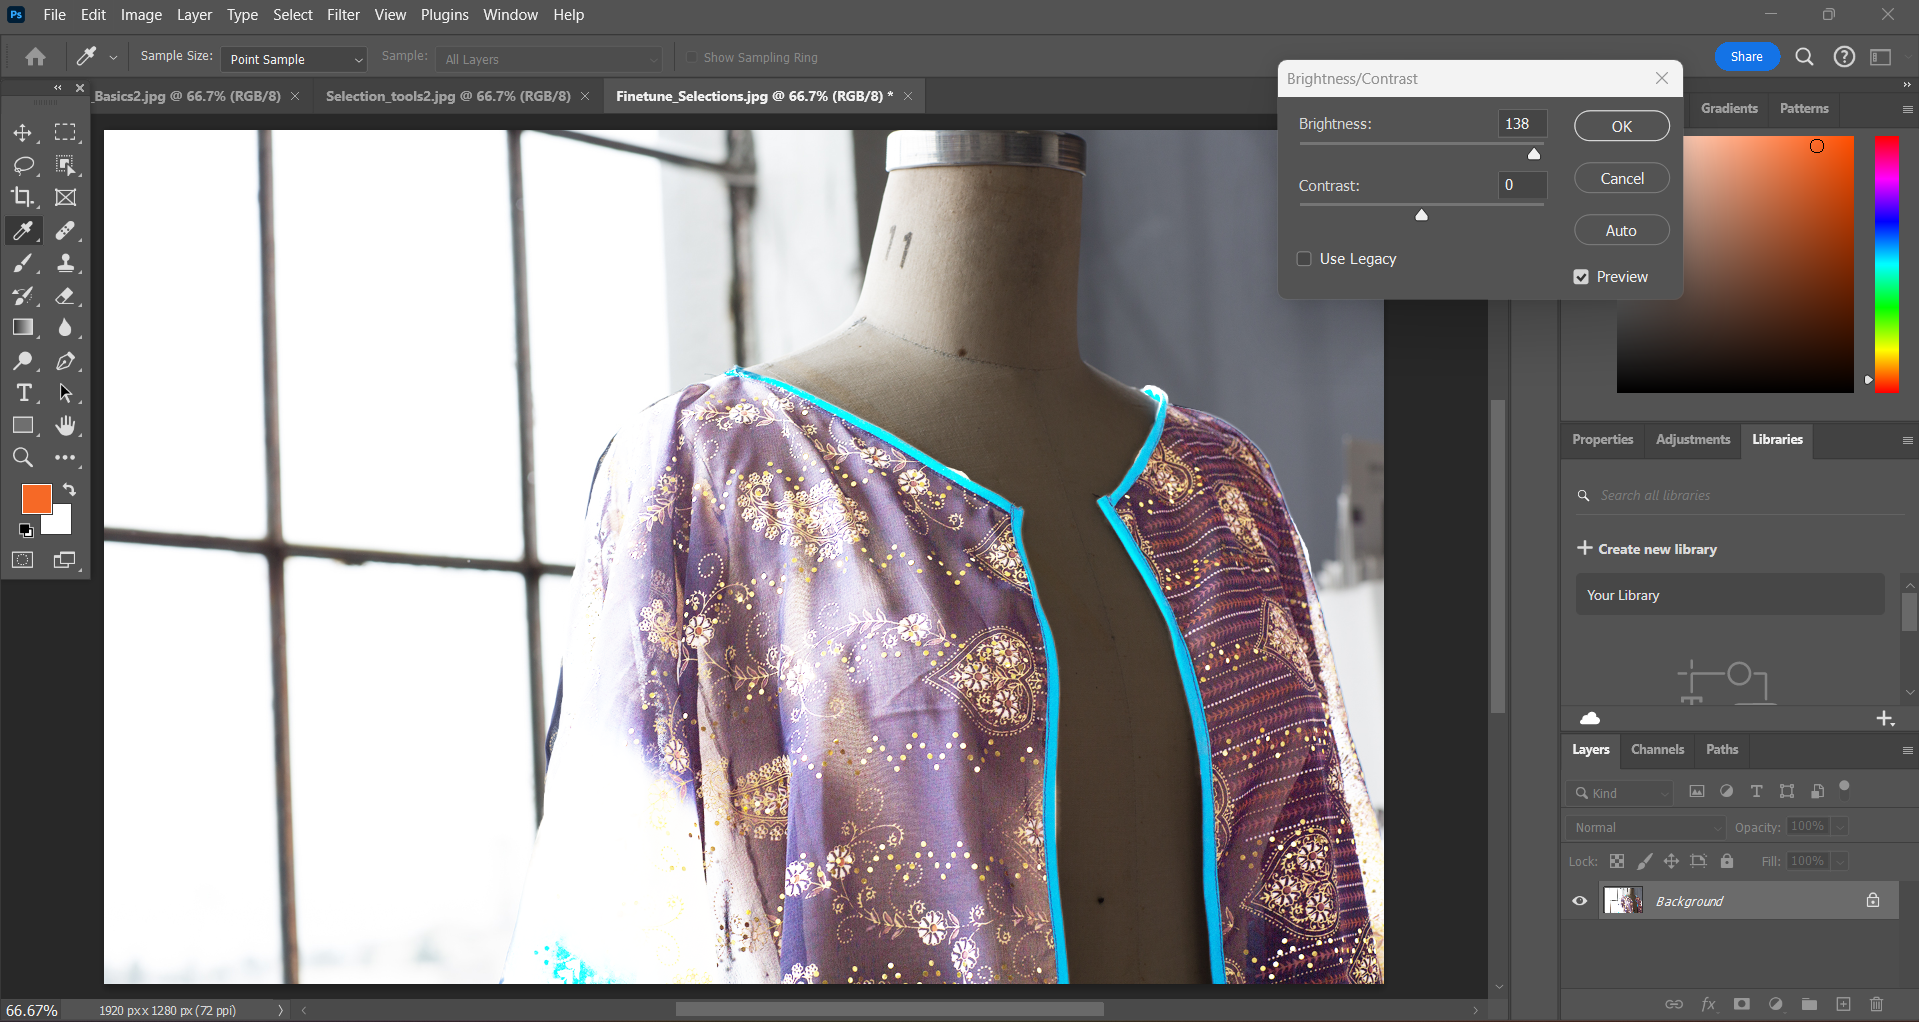 Ps File Edit Image Layer Type Select Filter View Plugins Window Help
Sample Size: Point Sample Sample: All Layers Show Sampling Ring Share
_Basics2.jpg @ 66.7% (RGB/8) Selection_tools2.jpg @ 66.7% (RGB/8) Finetune_Selections.jpg @ 66.7% (RGB/8) *
Brightness/Contrast
Brightness: 138 OK
Contrast: 0 Cancel
Auto
Use Legacy
Preview
Gradients Patterns
11
Properties Adjustments Libraries
Search all libraries
Create new library
Your Library
Layers Channels Paths
Kind
Normal Opacity: 100%
Lock: Fill: 100%
Background
66.67% 1920 px x 1280 px (72 ppi)